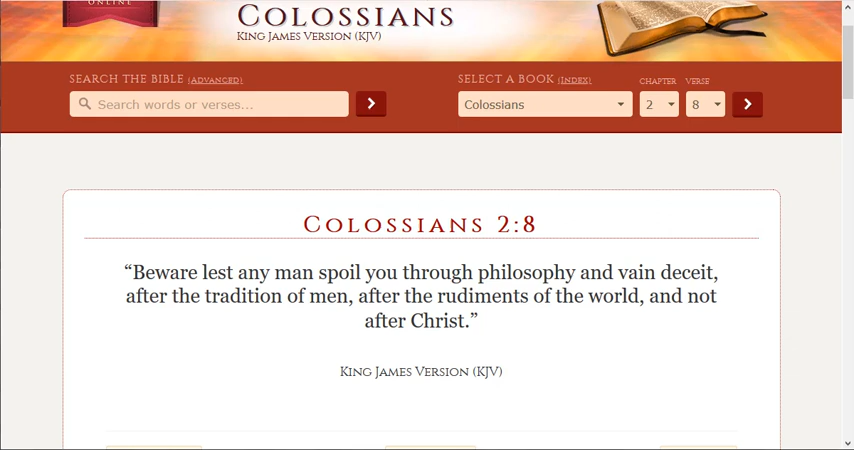 ONLINE
COLOSSIANS
KING JAMES VERSION (KJV)
SEARCH THE BIBLE (ADVANCED)
Search words or verses...
SELECT A BOOK (INDEX) CHAPTER VERSE
Colossians 2 8
COLOSSIANS 2:8
“Beware lest any man spoil you through philosophy and vain deceit,
after the tradition of men, after the rudiments of the world, and not
after Christ.”
KING JAMES VERSION (KJV)